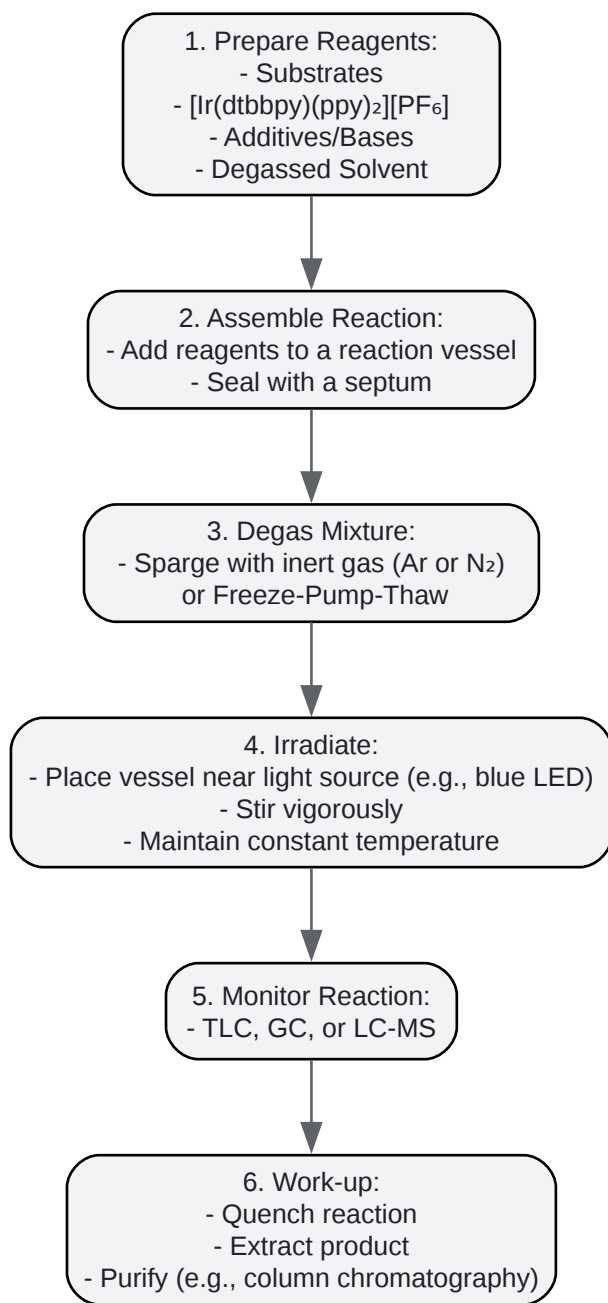 1. Prepare Reagents:
- Substrates
- [Ir(dtbbpy)(ppy)₂][PF₆]
- Additives/Bases
- Degassed Solvent
2. Assemble Reaction:
- Add reagents to a reaction vessel
- Seal with a septum
3. Degas Mixture:
- Sparge with inert gas (Ar or N₂)
or Freeze-Pump-Thaw
4. Irradiate:
- Place vessel near light source (e.g., blue LED)
- Stir vigorously
- Maintain constant temperature
5. Monitor Reaction:
- TLC, GC, or LC-MS
6. Work-up:
- Quench reaction
- Extract product
- Purify (e.g., column chromatography)